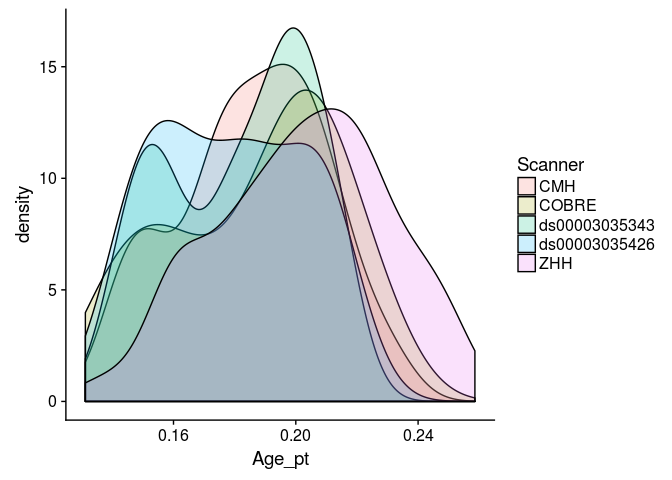 15
10
5
0
density
0.16
0.20
0.24
Age_pt
Scanner
CMH
COBRE
ds00003035343
ds00003035426
ZHH